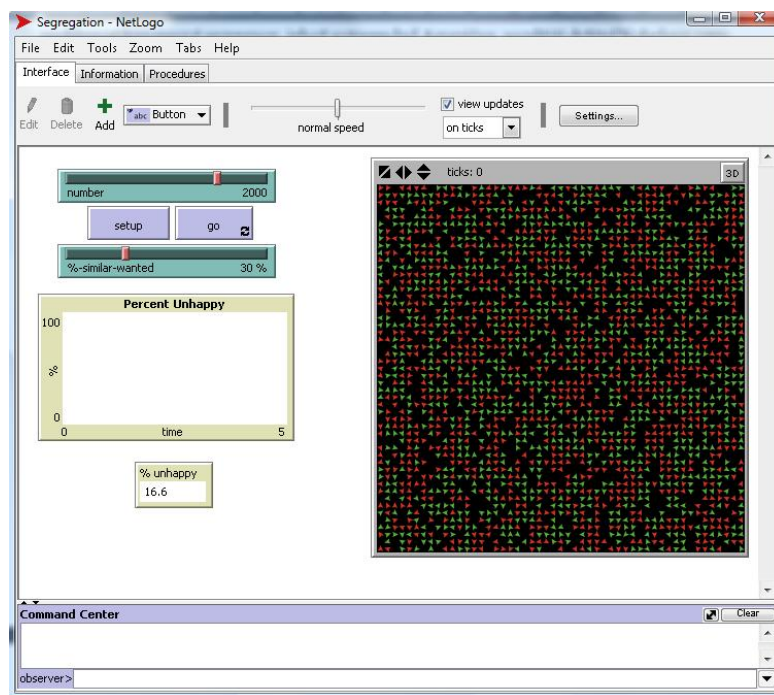 Segregation - NetLogo
File Edit Tools Zoom Tabs Help
Interface Information Procedures
Edit Delete Add abc Button normal speed view updates on ticks Settings...
ticks: 0 3D
number 2000
setup go
%-similar-wanted 30 %
Percent Unhappy
100
%
0
0 time 5
% unhappy
16.6
Command Center Clear
observer>